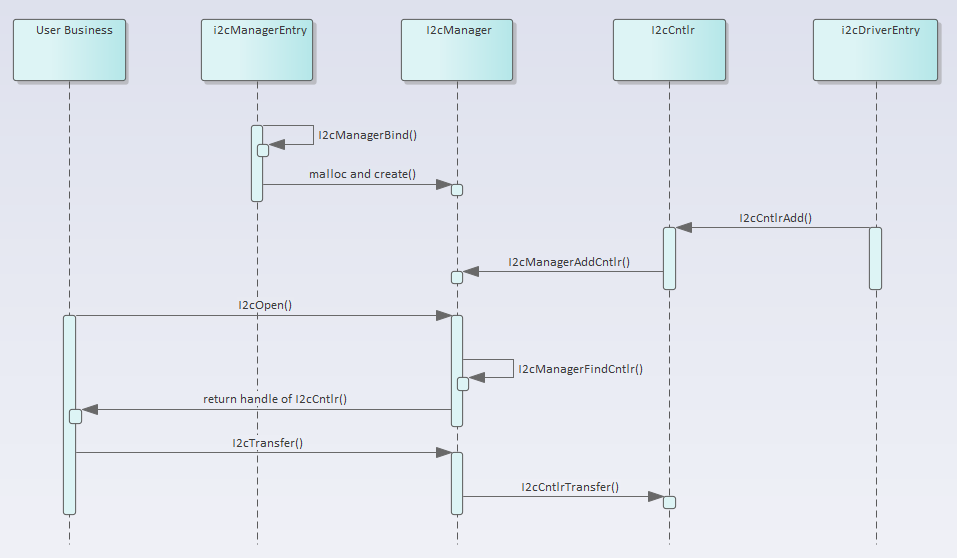 User Business
i2cManagerEntry
I2cManager
I2cCntlr
i2cDriverEntry
I2cManagerBind()
malloc and create()
I2cCntlrAdd()
I2cManagerAddCntlr()
I2cOpen()
I2cManagerFindCntlr()
return handle of I2cCntlr()
I2cTransfer()
I2cCntlrTransfer()